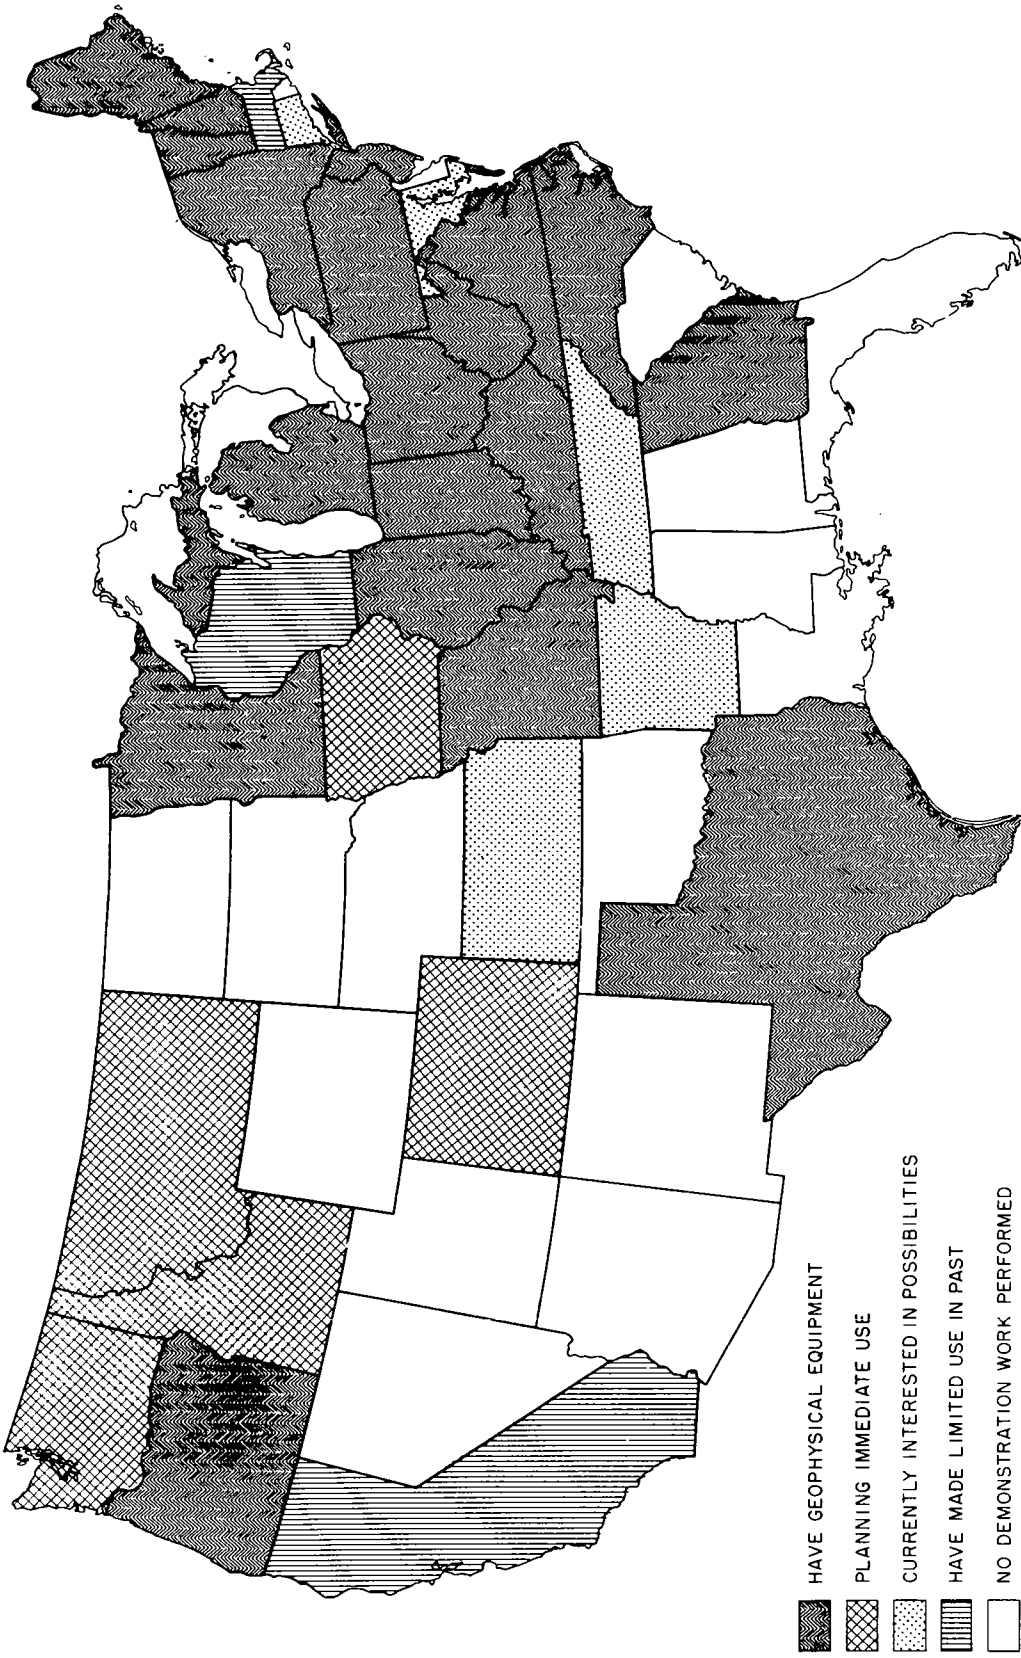 HAVE GEOPHYSICAL EQUIPMENT
PLANNING IMMEDIATE USE
CURRENTLY INTERESTED IN POSSIBILITIES
HAVE MADE LIMITED USE IN PAST
NO DEMONSTRATION WORK PERFORMED